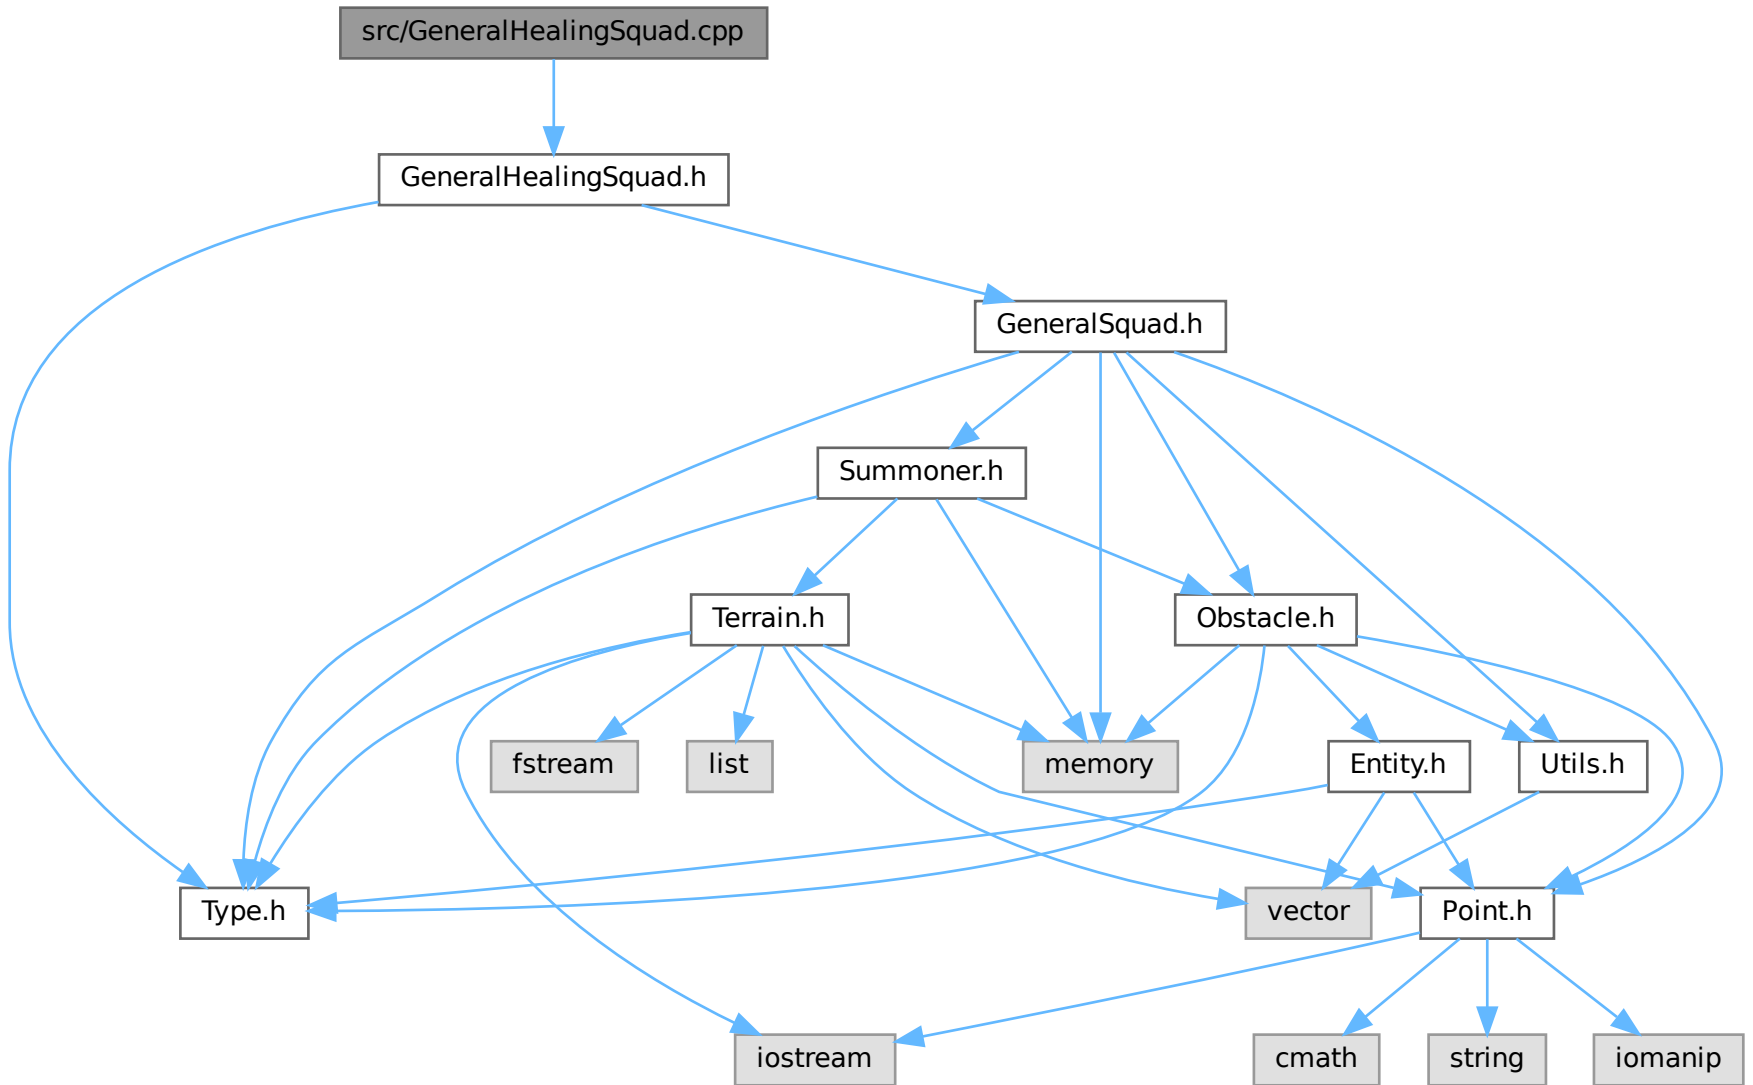 src/GeneralHealingSquad.cpp
GeneralHealingSquad.h
GeneralSquad.h
Summoner.h
Terrain.h
Obstacle.h
fstream
list
memory
Entity.h
Utils.h
Type.h
vector
Point.h
iostream
cmath
string
iomanip